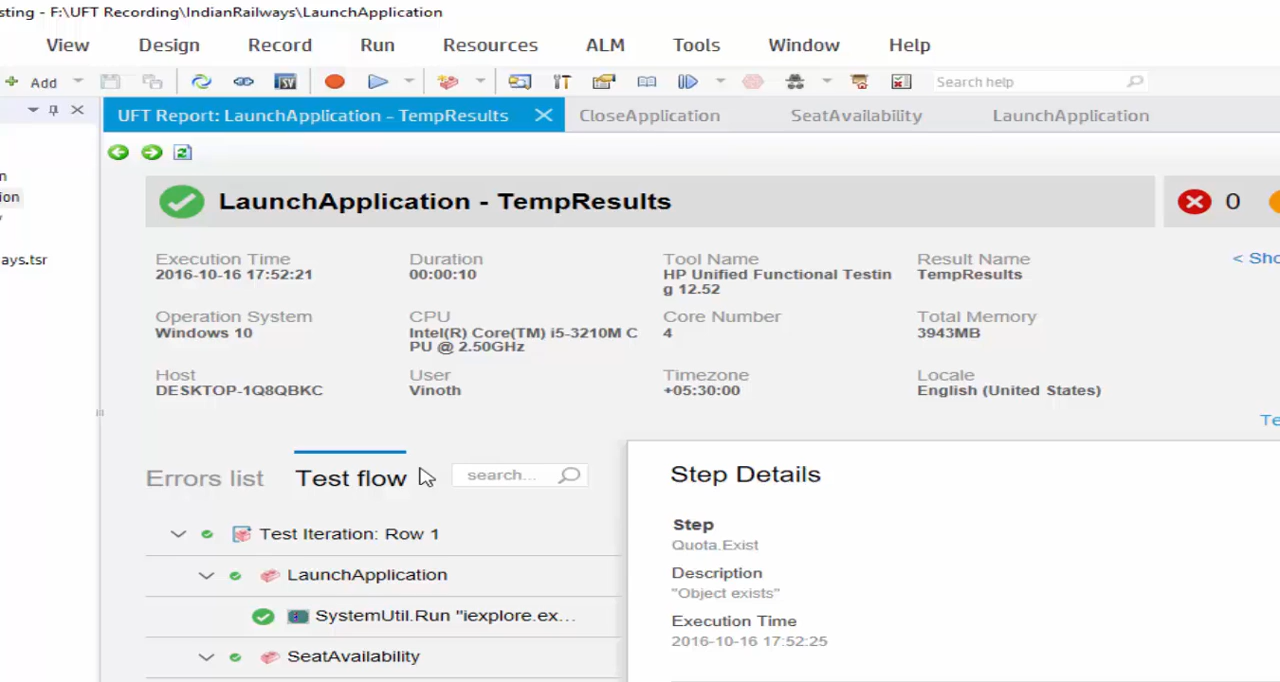 sting - F:\UFT Recording\IndianRailways\LaunchApplication
View Design Record Run Resources ALM Tools Window Help
Add Search help
UFT Report: LaunchApplication - TempResults CloseApplication SeatAvailability LaunchApplication
n
ion
ays.tsr
LaunchApplication - TempResults 0
Execution Time Duration Tool Name Result Name < Sho
2016-10-16 17:52:21 00:00:10 HP Unified Functional Testin TempResults
g 12.52
Operation System CPU Core Number Total Memory
Windows 10 Intel(R) Core(TM) i5-3210M C 4 3943MB
PU @ 2.50GHz
Host User Timezone Locale
DESKTOP-1Q8QBKC Vinoth +05:30:00 English (United States)
Te
Errors list Test flow search...
Test Iteration: Row 1
LaunchApplication
SystemUtil.Run "iexplore.ex...
SeatAvailability
Step Details
Step
Quota.Exist
Description
"Object exists"
Execution Time
2016-10-16 17:52:25